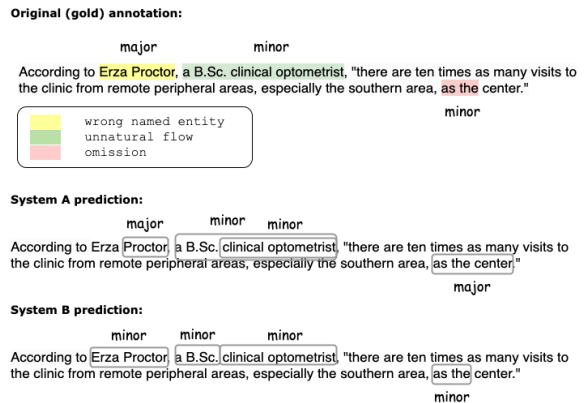 Original (gold) annotation:
major minor
According to Erza Proctor, a B.Sc. clinical optometrist, "there are ten times as many visits to
the clinic from remote peripheral areas, especially the southern area, as the center."
minor
wrong named entity
unnatural flow
omission
System A prediction:
major minor minor
According to Erza Proctor, a B.Sc. clinical optometrist, "there are ten times as many visits to
the clinic from remote peripheral areas, especially the southern area, as the center."
major
System B prediction:
minor minor minor
According to Erza Proctor, a B.Sc. clinical optometrist, "there are ten times as many visits to
the clinic from remote peripheral areas, especially the southern area, as the center."
minor